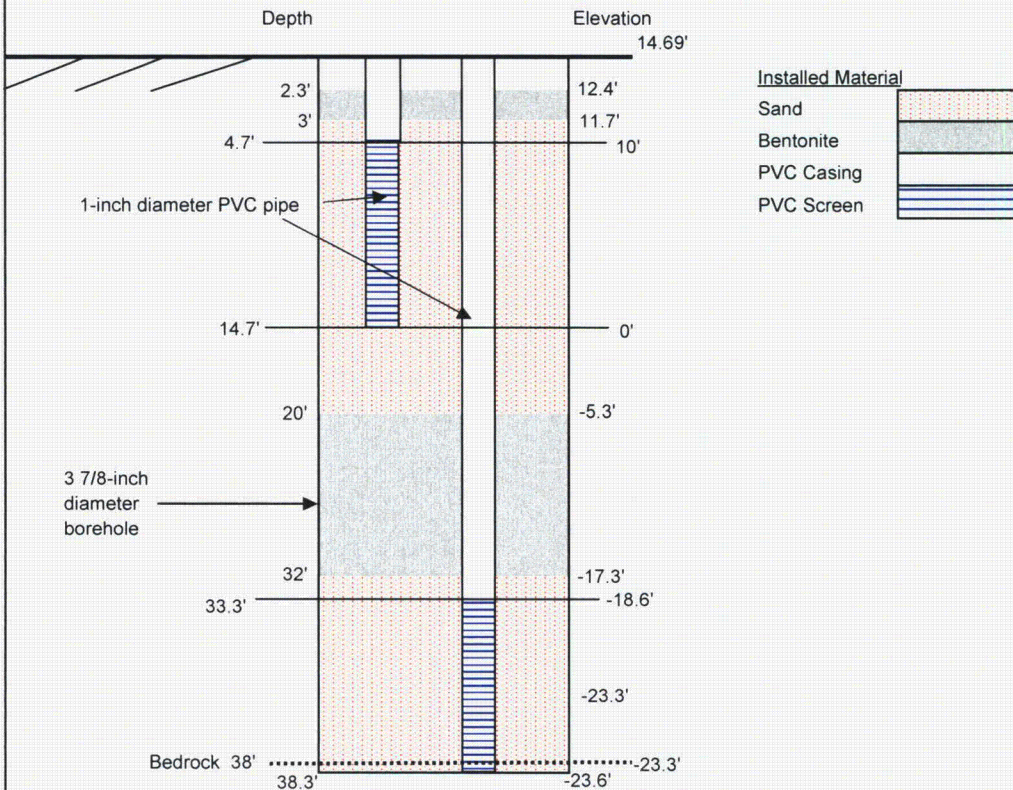 Depth
Elevation
14.69'
Installed Material
Sand
Bentonite
PVC Casing
PVC Screen
2.3'
12.4'
3'
11.7'
4.7'
10'
1-inch diameter PVC pipe
14.7'
0'
20'
-5.3'
3 7/8-inch
diameter
borehole
32'
-17.3'
33.3'
-18.6'
-23.3'
Bedrock 38'
-23.3'
38.3'
-23.6'